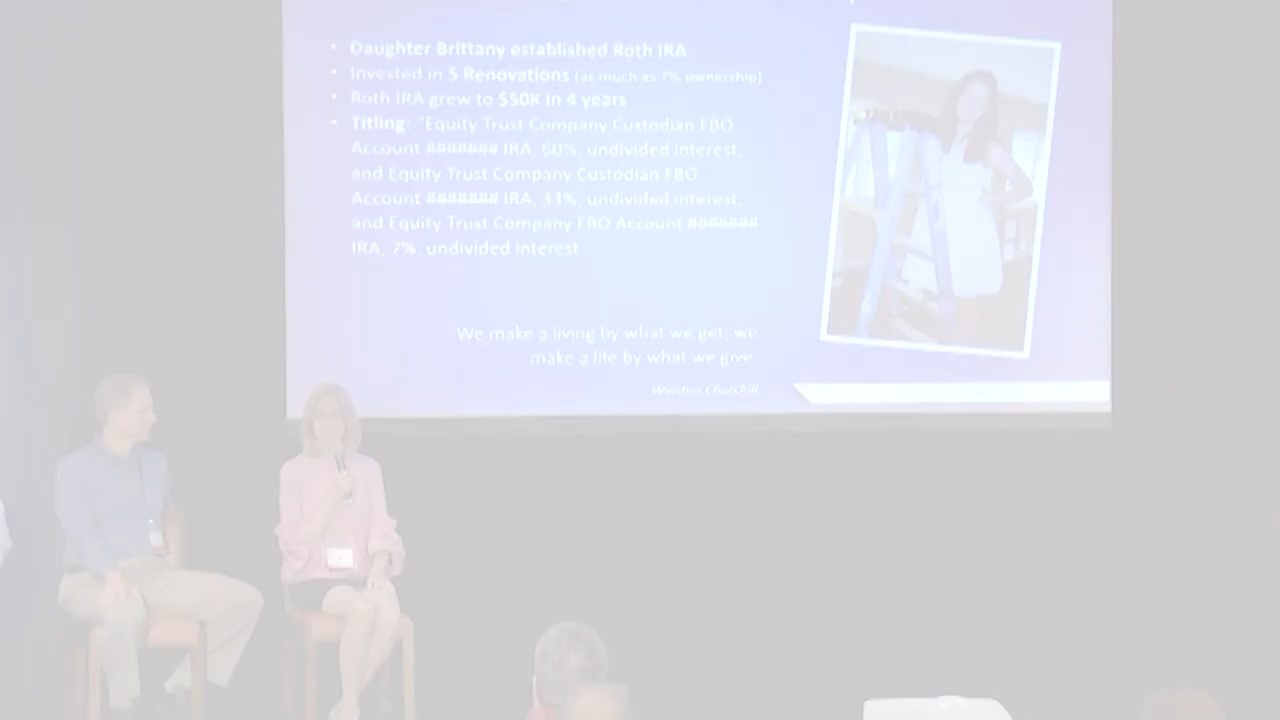 • Daughter Brittany established Roth IRA
• Invested in 5 Renovations (as much as 7% ownership)
• Roth IRA grew to $50K in 4 years
• Titling: "Equity Trust Company Custodian FBO
Account ####### IRA, 60%, undivided interest,
and Equity Trust Company Custodian FBO
Account ####### IRA, 33%, undivided interest,
and Equity Trust Company FBO Account #######
IRA, 7%, undivided interest
We make a living by what we get; we
make a life by what we give
Winston Churchill